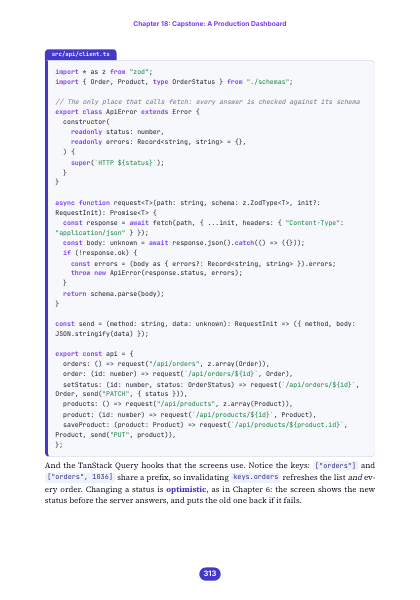 Chapter 18: Capstone: A Production Dashboard
src/api/client.ts
import * as z from "zod";
import { Order, Product, type OrderStatus } from "./schemas";
// The only place that calls fetch: every answer is checked against its schema
export class ApiError extends Error {
  constructor(
    readonly status: number,
    readonly errors: Record<string, string> = {},
  ) {
    super(`HTTP ${status}`);
  }
}
async function request<T>(path: string, schema: z.ZodType<T>, init?:
RequestInit): Promise<T> {
  const response = await fetch(path, { ...init, headers: { "Content-Type":
"application/json" } });
  const body: unknown = await response.json().catch(() => ({}));
  if (!response.ok) {
    const errors = (body as { errors?: Record<string, string> }).errors;
    throw new ApiError(response.status, errors);
  }
  return schema.parse(body);
}
const send = (method: string, data: unknown): RequestInit => ({ method, body:
JSON.stringify(data) });
export const api = {
  orders: () => request("/api/orders", z.array(Order)),
  order: (id: number) => request(`/api/orders/${id}`, Order),
  setStatus: (id: number, status: OrderStatus) => request(`/api/orders/${id}`,
Order, send("PATCH", { status })),
  products: () => request("/api/products", z.array(Product)),
  product: (id: number) => request(`/api/products/${id}`, Product),
  saveProduct: (product: Product) => request(`/api/products/${product.id}`,
Product, send("PUT", product)),
};
And the TanStack Query hooks that the screens use. Notice the keys: ["orders"] and
["orders", 1036] share a prefix, so invalidating keys.orders refreshes the list and ev-
ery order. Changing a status is optimistic, as in Chapter 6: the screen shows the new
status before the server answers, and puts the old one back if it fails.
313